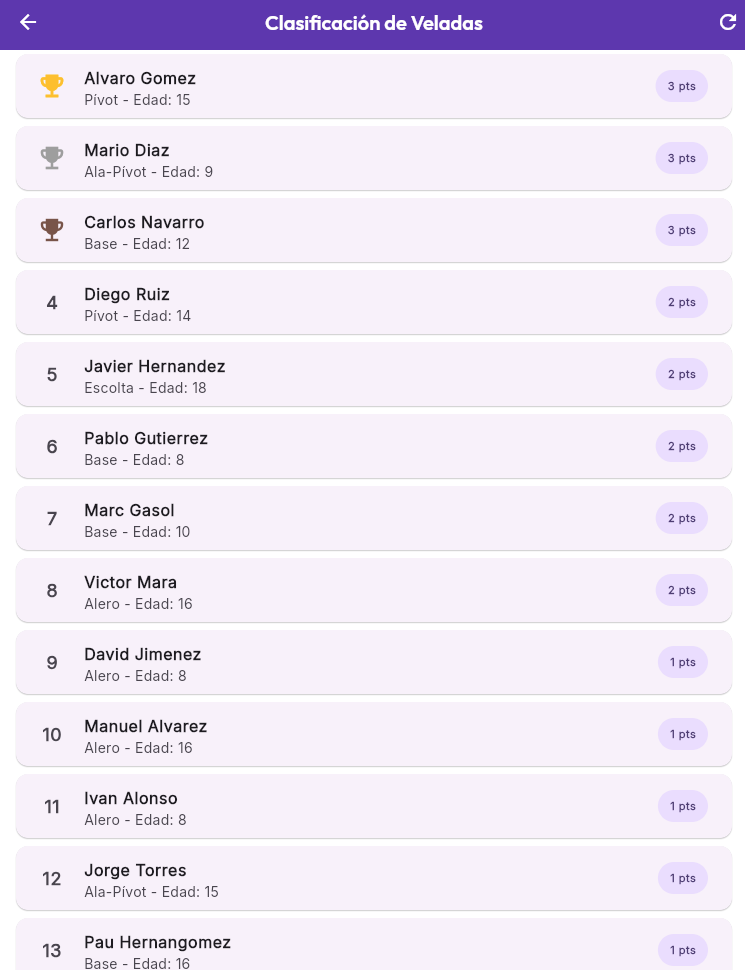 Clasificación de Veladas
Alvaro Gomez
Pívot - Edad: 15
3 pts
Mario Diaz
Ala-Pívot - Edad: 9
3 pts
Carlos Navarro
Base - Edad: 12
3 pts
4
Diego Ruiz
Pívot - Edad: 14
2 pts
5
Javier Hernandez
Escolta - Edad: 18
2 pts
6
Pablo Gutierrez
Base - Edad: 8
2 pts
7
Marc Gasol
Base - Edad: 10
2 pts
8
Victor Mara
Alero - Edad: 16
2 pts
9
David Jimenez
Alero - Edad: 8
1 pts
10
Manuel Alvarez
Alero - Edad: 16
1 pts
11
Ivan Alonso
Alero - Edad: 8
1 pts
12
Jorge Torres
Ala-Pívot - Edad: 15
1 pts
13
Pau Hernangomez
Base - Edad: 16
1 pts